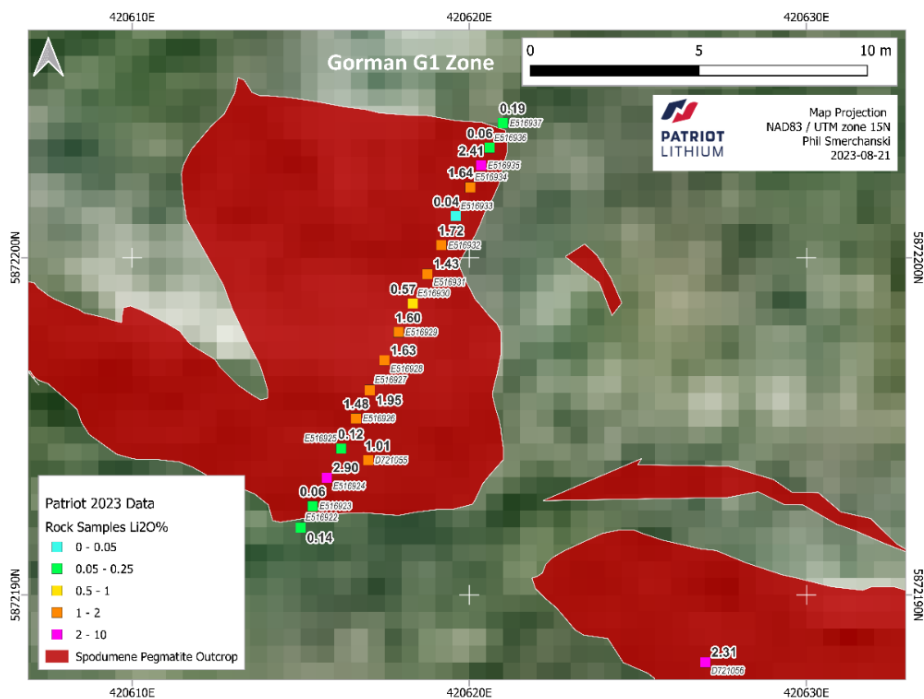 420610E
420620E
420630E
Gorman G1 Zone
0
5
10 m
PATRIOT
LITHIUM
Map Projection
NAD83 / UTM zone 15N
Phil Smerchanski
2023-08-21
0.19
E516937
0.06
E516936
2.41
E516935
1.64
E516934
0.04
E516933
1.72
E516932
1.43
E516931
0.57
E516930
1.60
E516929
1.63
E516928
E516927
1.95
1.48
E516926
0.12
E516925
1.01
D721055
2.90
E516924
0.06
E516923
E516922
0.14
2.31
D721056
5872200N
5872200N
5872190N
5872190N
Patriot 2023 Data
Rock Samples Li2O%
0 - 0.05
0.05 - 0.25
0.5 - 1
1 - 2
2 - 10
Spodumene Pegmatite Outcrop
420610E
420620E
420630E